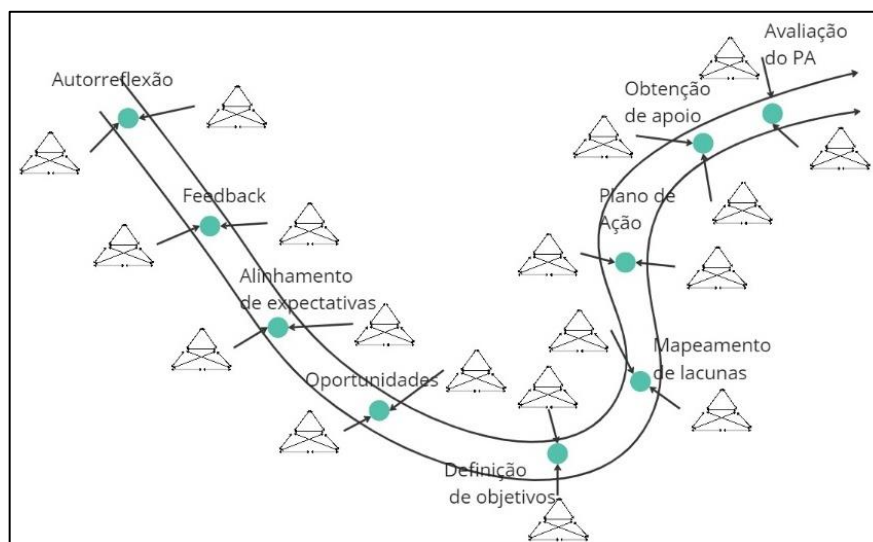 Autorreflexão
Feedback
Alinhamento
de expectativas
Oportunidades
Definição
de objetivos
Mapeamento
de lacunas
Plano de
Ação
Obtenção
de apoio
Avaliação
do PA